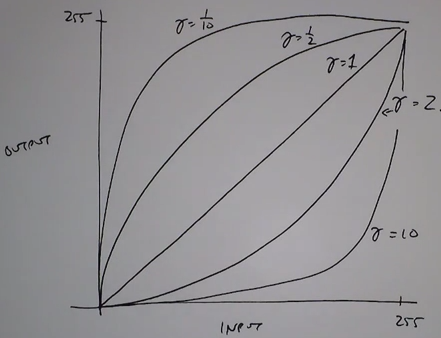 255
γ = 1/10
γ = 1/2
γ = 1
γ = 2
OUTPUT
γ = 10
INPUT
255